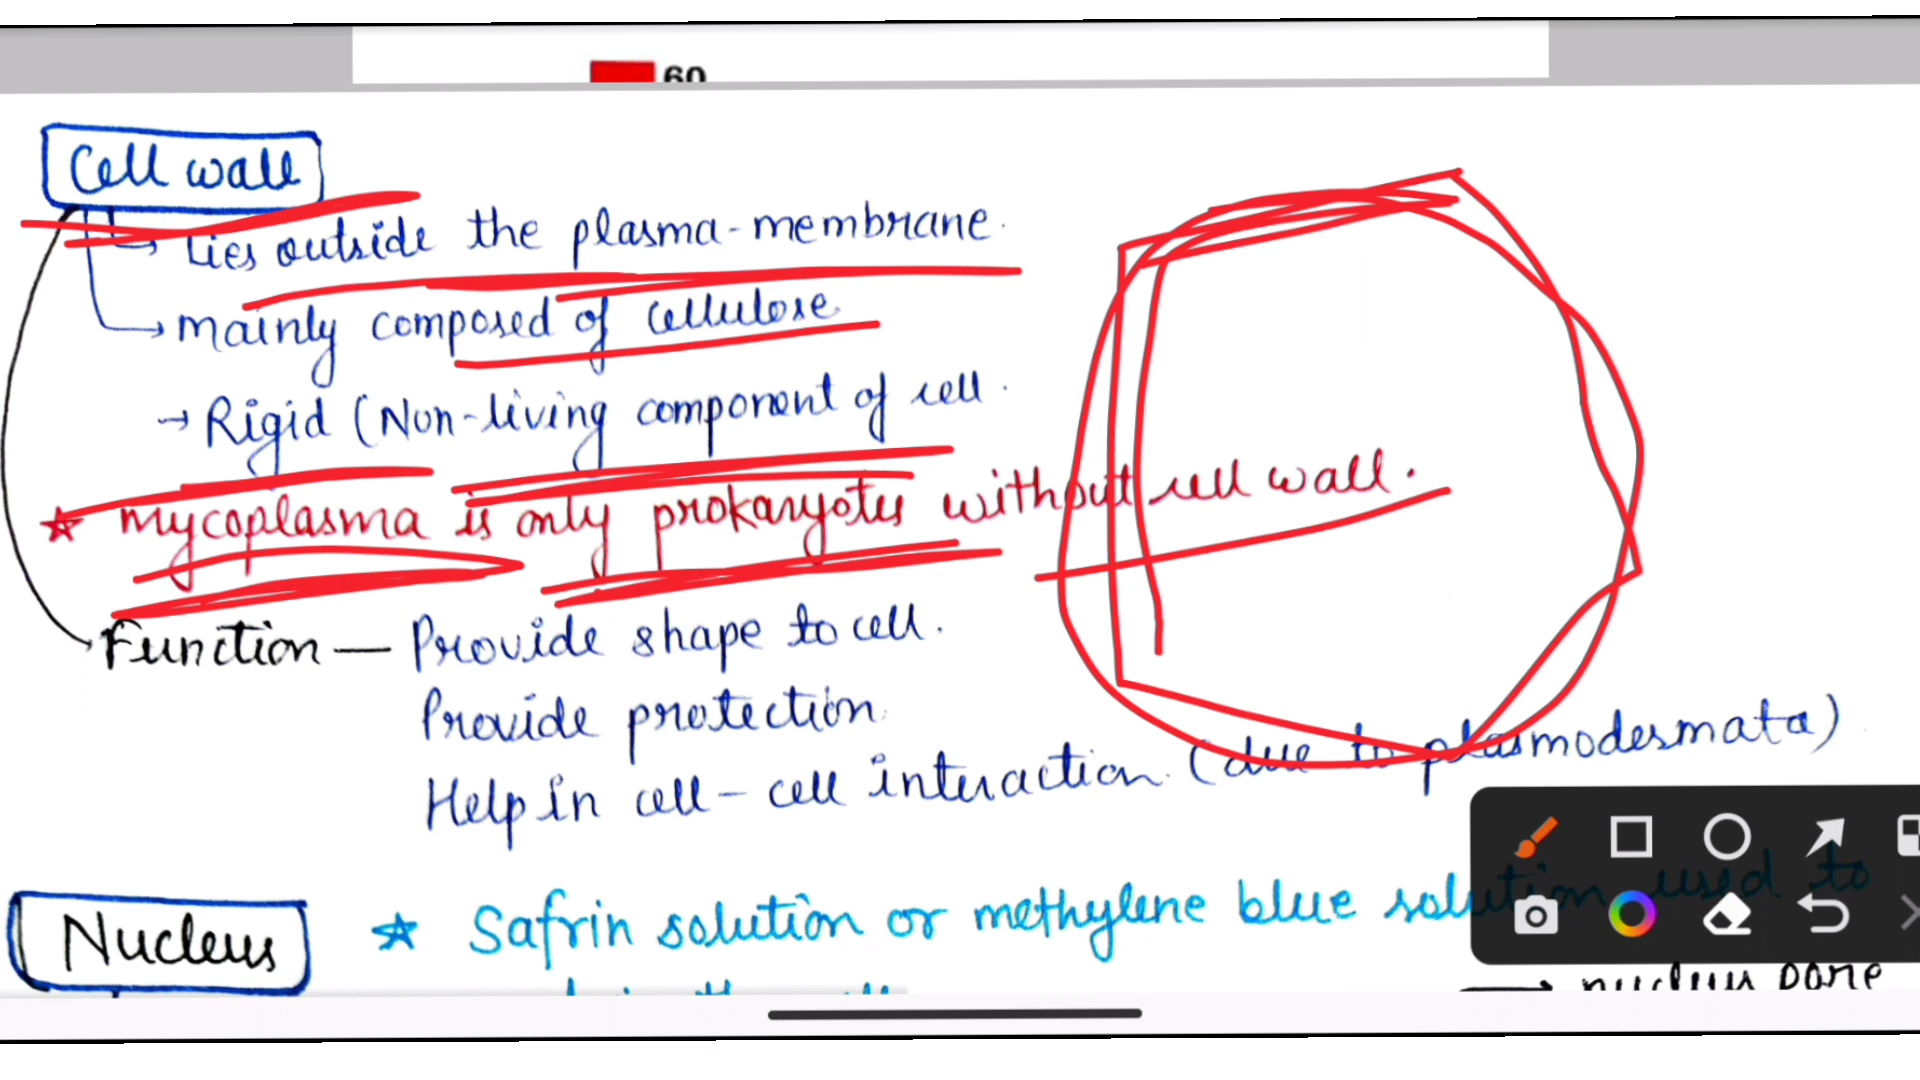 60
Cell wall
→ Lies outside the plasma-membrane.
→ mainly composed of cellulose
→ Rigid (Non-living component of cell.
★ mycoplasma is only prokaryotes without cell wall.
Function — Provide shape to cell.
Provide protection
Help in cell-cell interaction. (due to plasmodesmata)
Nucleus
★ Safrin solution or methylene blue solution used to
nucleus pore